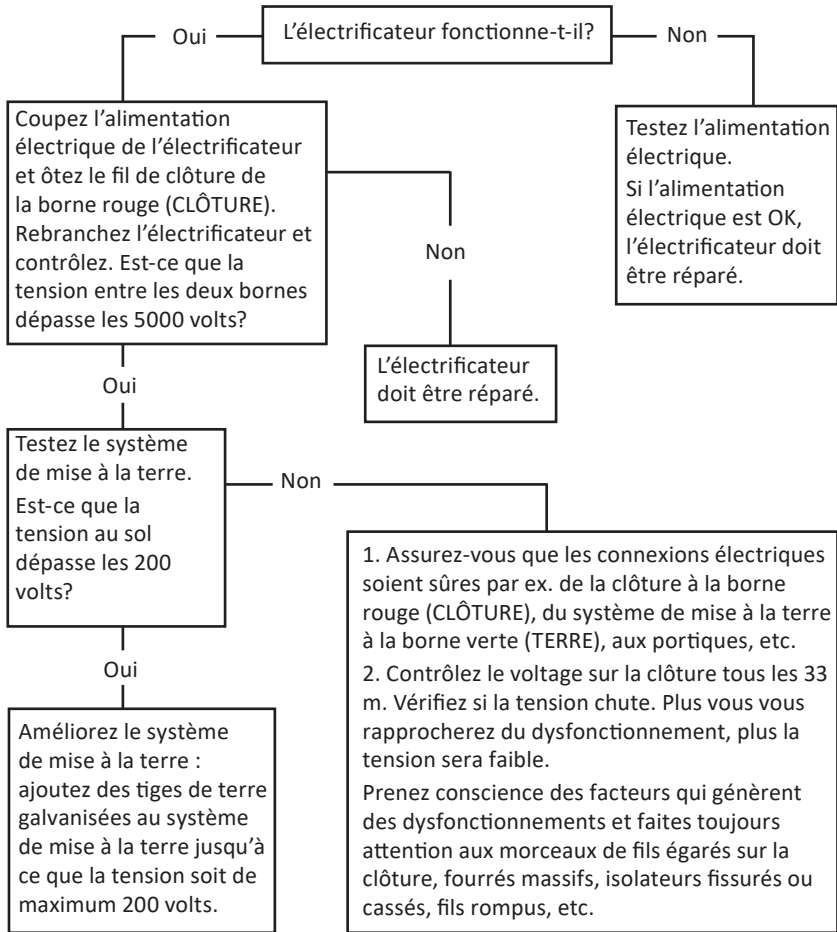 L'électrificateur fonctionne-t-il?
Oui
Non
Coupez l'alimentation
électrique de l'électrificateur
et ôtez le fil de clôture de
la borne rouge (CLÔTURE).
Rebranchez l'électrificateur et
contrôlez. Est-ce que la
tension entre les deux bornes
dépasse les 5000 volts?
Testez l'alimentation
électrique.
Si l'alimentation
électrique est OK,
l'électrificateur doit
être réparé.
Non
L'électrificateur
doit être réparé.
Oui
Testez le système
de mise à la terre.
Est-ce que la
tension au sol
dépasse les 200
volts?
Non
1. Assurez-vous que les connexions électriques
soient sûres par ex. de la clôture à la borne
rouge (CLÔTURE), du système de mise à la terre
à la borne verte (TERRE), aux portiques, etc.
2. Contrôlez le voltage sur la clôture tous les 33
m. Vérifiez si la tension chute. Plus vous vous
rapprocherez du dysfonctionnement, plus la
tension sera faible.
Prenez conscience des facteurs qui génèrent
des dysfonctionnements et faites toujours
attention aux morceaux de fils égarés sur la
clôture, fourrés massifs, isolateurs fissurés ou
cassés, fils rompus, etc.
Oui
Améliorez le système
de mise à la terre :
ajoutez des tiges de terre
galvanisées au système
de mise à la terre jusqu'à
ce que la tension soit de
maximum 200 volts.